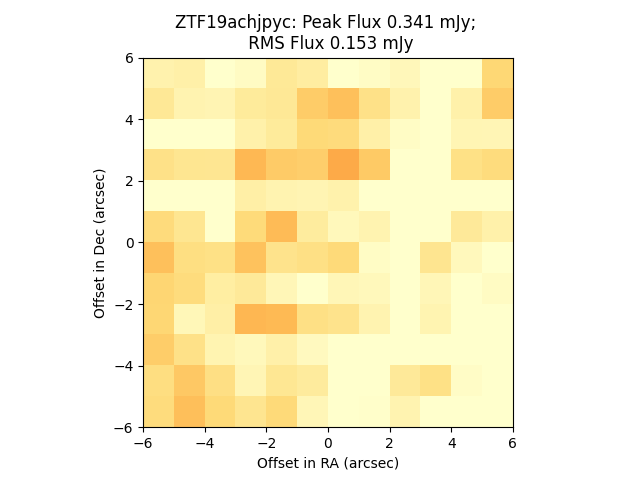 ZTF19achjpyc: Peak Flux 0.341 mJy;
RMS Flux 0.153 mJy
6
4
2
0
−2
−4
−6
Offset in Dec (arcsec)
−6 −4 −2 0 2 4 6
Offset in RA (arcsec)